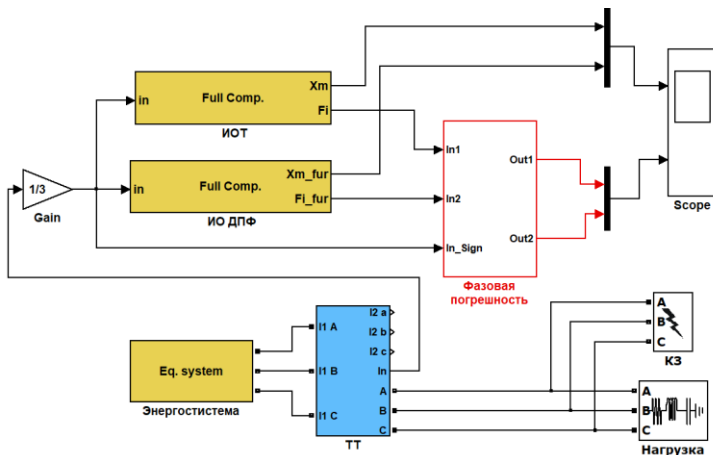 in
Full Comp.
Xm
Fi
ИОТ
1/3
Gain
in
Full Comp.
Xm_fur
Fi_fur
ИО ДПФ
In1
In2
In_Sign
Out1
Out2
Фазовая
погрешность
Scope
Eq. system
Энергостистема
I1 A
I1 B
I1 C
I2 a
I2 b
I2 c
In
A
B
C
ТТ
A
B
C
КЗ
A
B
C
Нагрузка